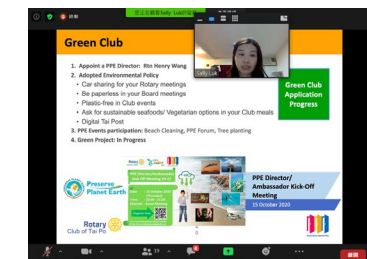 Sally Lok
Green Club
Sally Lok
1. Appoint a PPE Director: Rtn Henry Wang
2. Adopted Environmental Policy
• Car sharing for your Rotary meetings
• Be paperless in your Board meetings
• Plastic-free in Club events
• Ask for sustainable seafoods/ Vegetarian options in your Club meals
• Digital Tai Post
3. PPE Events participation: Beach Cleaning, PPE Forum, Tree planting
4. Green Project: In Progress
Green Club
Application
Progress
Preserve
Planet Earth
PPE Director/
Ambassador Kick-Off
Meeting
15 October 2020
Rotary
Club of Tai Po
19